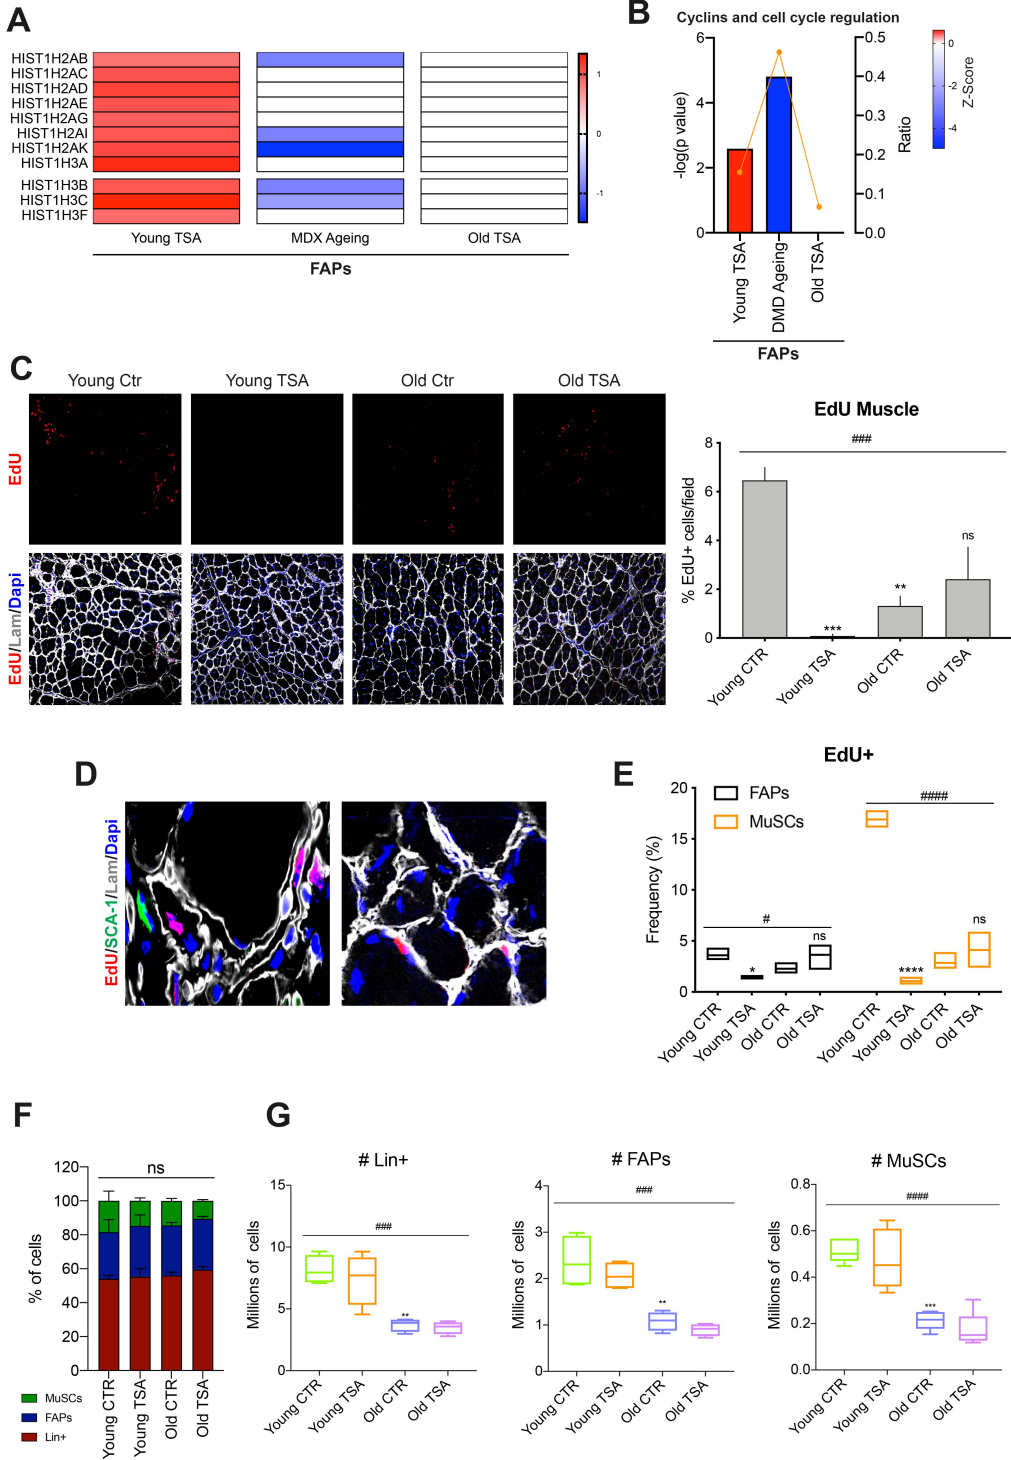 A
HIST1H2AB
HIST1H2AC
HIST1H2AD
HIST1H2AE
HIST1H2AG
HIST1H2AI
HIST1H2AK
HIST1H3A
HIST1H3B
HIST1H3C
HIST1H3F
1
0
-1
Young TSA
MDX Ageing
Old TSA
FAPs
B
Cyclins and cell cycle regulation
6
4
2
0
-log(p value)
0.5
0.4
0.3
0.2
0.1
0.0
Ratio
0
-2
-4
Z-Score
Young TSA
DMD Ageing
Old TSA
FAPs
C
Young Ctr
Young TSA
Old Ctr
Old TSA
EdU
EdU/Lam/Dapi
EdU Muscle
8
6
4
2
0
% EdU+ cells/field
###
***
**
ns
Young CTR
Young TSA
Old CTR
Old TSA
D
EdU/SCA-1/Lam/Dapi
E
EdU+
20
15
10
5
0
Frequency (%)
FAPs
MuSCs
#
*
ns
####
****
ns
Young CTR
Young TSA
Old CTR
Old TSA
Young CTR
Young TSA
Old CTR
Old TSA
F
ns
120
100
80
60
40
20
0
% of cells
Young CTR
Young TSA
Old CTR
Old TSA
MuSCs
FAPs
Lin+
G
# Lin+
15
10
5
0
Millions of cells
###
**
Young CTR
Young TSA
Old CTR
Old TSA
# FAPs
4
3
2
1
0
Millions of cells
###
**
Young CTR
Young TSA
Old CTR
Old TSA
# MuSCs
0.8
0.6
0.4
0.2
0.0
Millions of cells
####
***
Young CTR
Young TSA
Old CTR
Old TSA